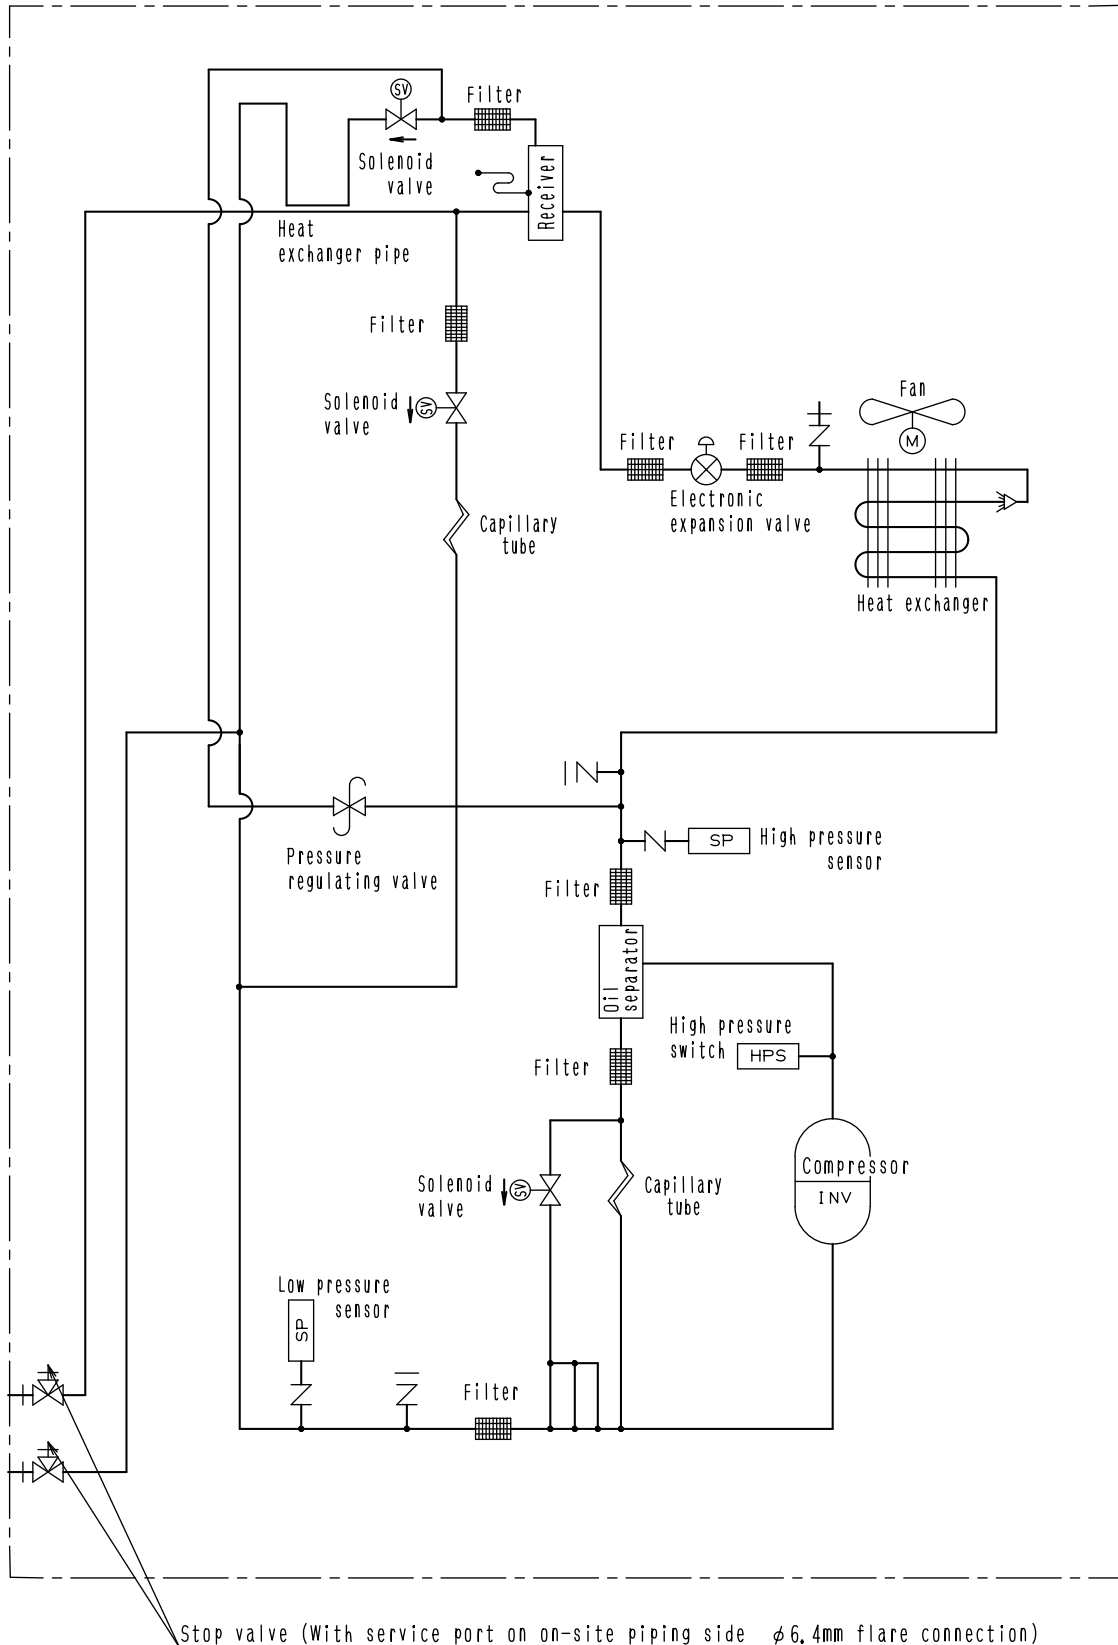 SV
Filter
Solenoid
valve
Receiver
Heat
exchanger pipe
Filter
Solenoid
valve
SV
Fan
M
Filter
Filter
Electronic
expansion valve
Capillary
tube
Heat exchanger
Pressure
regulating valve
SP
High pressure
sensor
Filter
Oil
separator
High pressure
switch
HPS
Filter
Compressor
INV
Solenoid
valve
SV
Capillary
tube
Low pressure
sensor
SP
Filter
Stop valve (With service port on on-site piping side φ6.4mm flare connection)